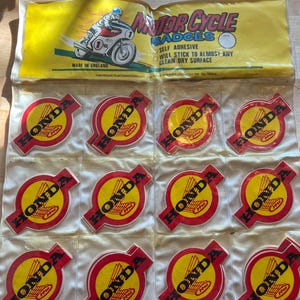 MOTOR CYCLE
BADGES
SELF ADHESIVE
WILL STICK TO ALMOST ANY
CLEAN DRY SURFACE
MADE IN ENGLAND
HONDA HONDA HONDA HONDA
HONDA HONDA HONDA HONDA
HONDA HONDA HONDA HONDA